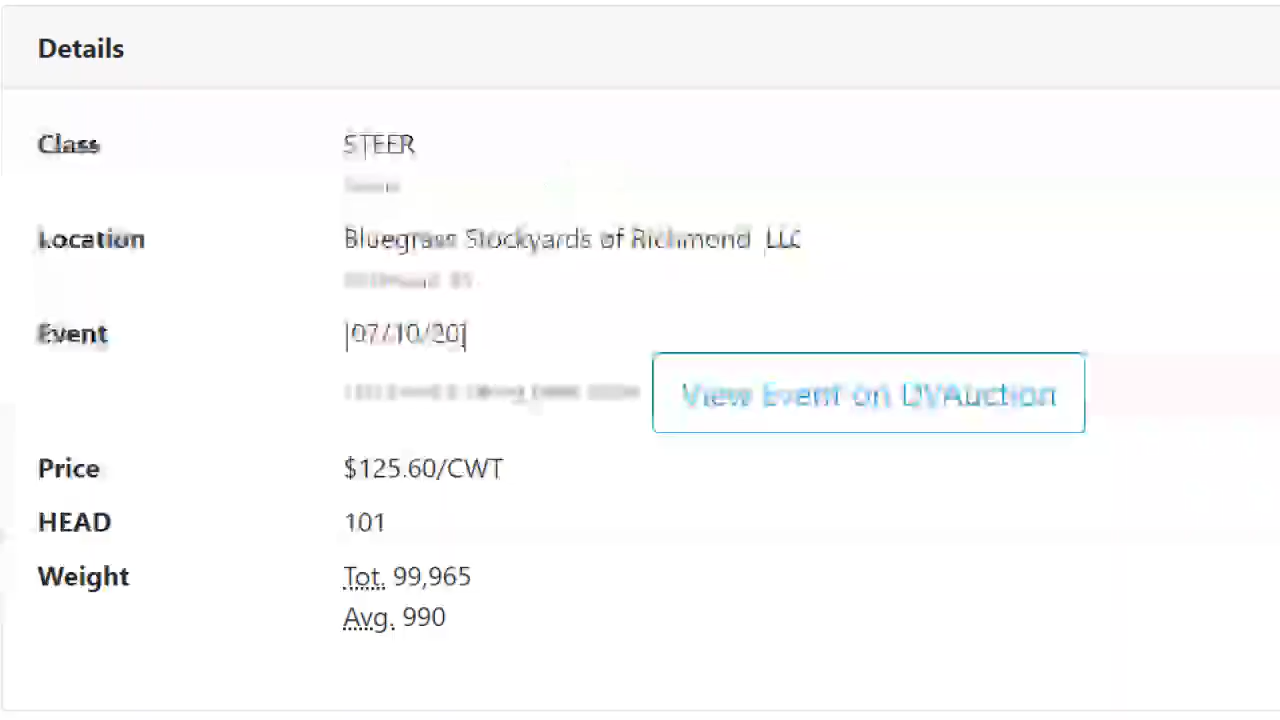 Details
Class STEER
Location Bluegrass Stockyards of Richmond LLC
Event [07/10/20]
View Event on DVAuction
Price $125.60/CWT
HEAD 101
Weight Tot. 99,965
Avg. 990